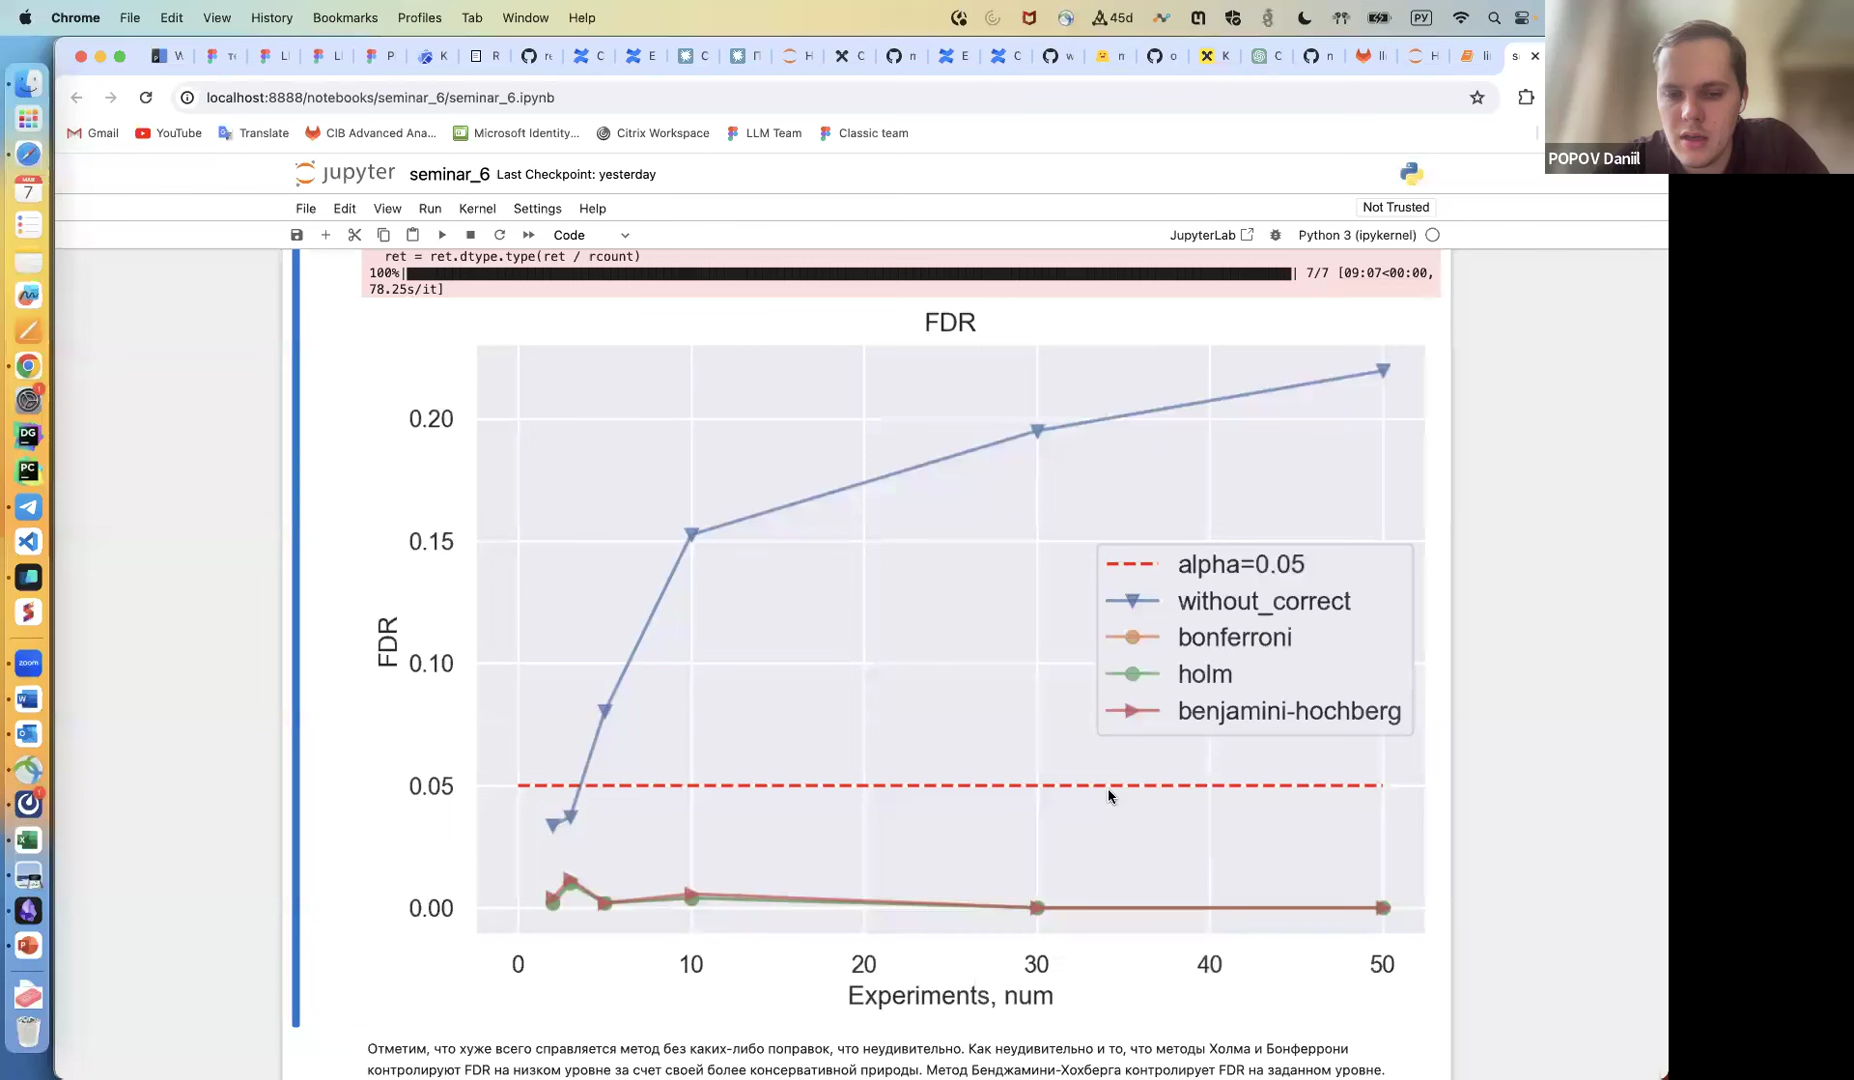 Chrome File Edit View History Bookmarks Profiles Tab Window Help 45d РУ
localhost:8888/notebooks/seminar_6/seminar_6.ipynb
Gmail YouTube Translate CIB Advanced Ana... Microsoft Identity... Citrix Workspace LLM Team Classic team
POPOV Daniil
jupyter seminar_6 Last Checkpoint: yesterday
File Edit View Run Kernel Settings Help Not Trusted
Code JupyterLab Python 3 (ipykernel)
ret = ret.dtype.type(ret / rcount)
100%| | 7/7 [09:07<00:00,
78.25s/it]
FDR
0.20
0.15
0.10
0.05
0.00
FDR
alpha=0.05
without_correct
bonferroni
holm
benjamini-hochberg
0 10 20 30 40 50
Experiments, num
Отметим, что хуже всего справляется метод без каких-либо поправок, что неудивительно. Как неудивительно и то, что методы Холма и Бонферрони
контролируют FDR на низком уровне за счет своей более консервативной природы. Метод Бенджамини-Хохберга контролирует FDR на заданном уровне.